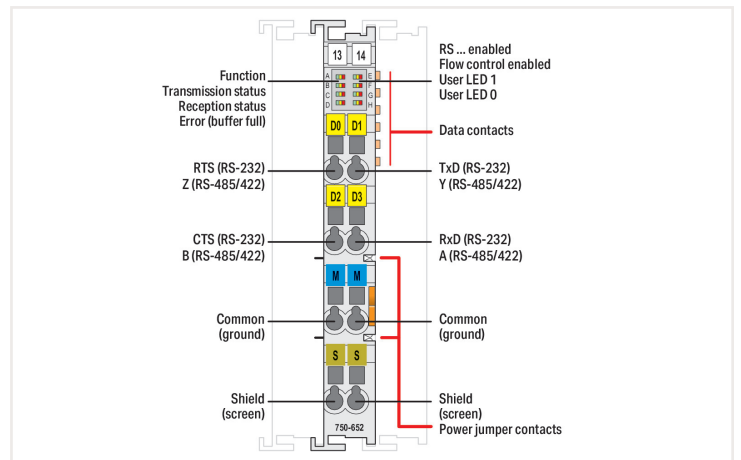 13 14
Function
Transmission status
Reception status
Error (buffer full)
A
B
C
D
E
F
G
H
RS ... enabled
Flow control enabled
User LED 1
User LED 0
Data contacts
D0 D1
RTS (RS-232)
Z (RS-485/422)
TxD (RS-232)
Y (RS-485/422)
D2 D3
CTS (RS-232)
B (RS-485/422)
RxD (RS-232)
A (RS-485/422)
M M
Common
(ground)
Common
(ground)
S S
Shield
(screen)
Shield
(screen)
Power jumper contacts
750-652